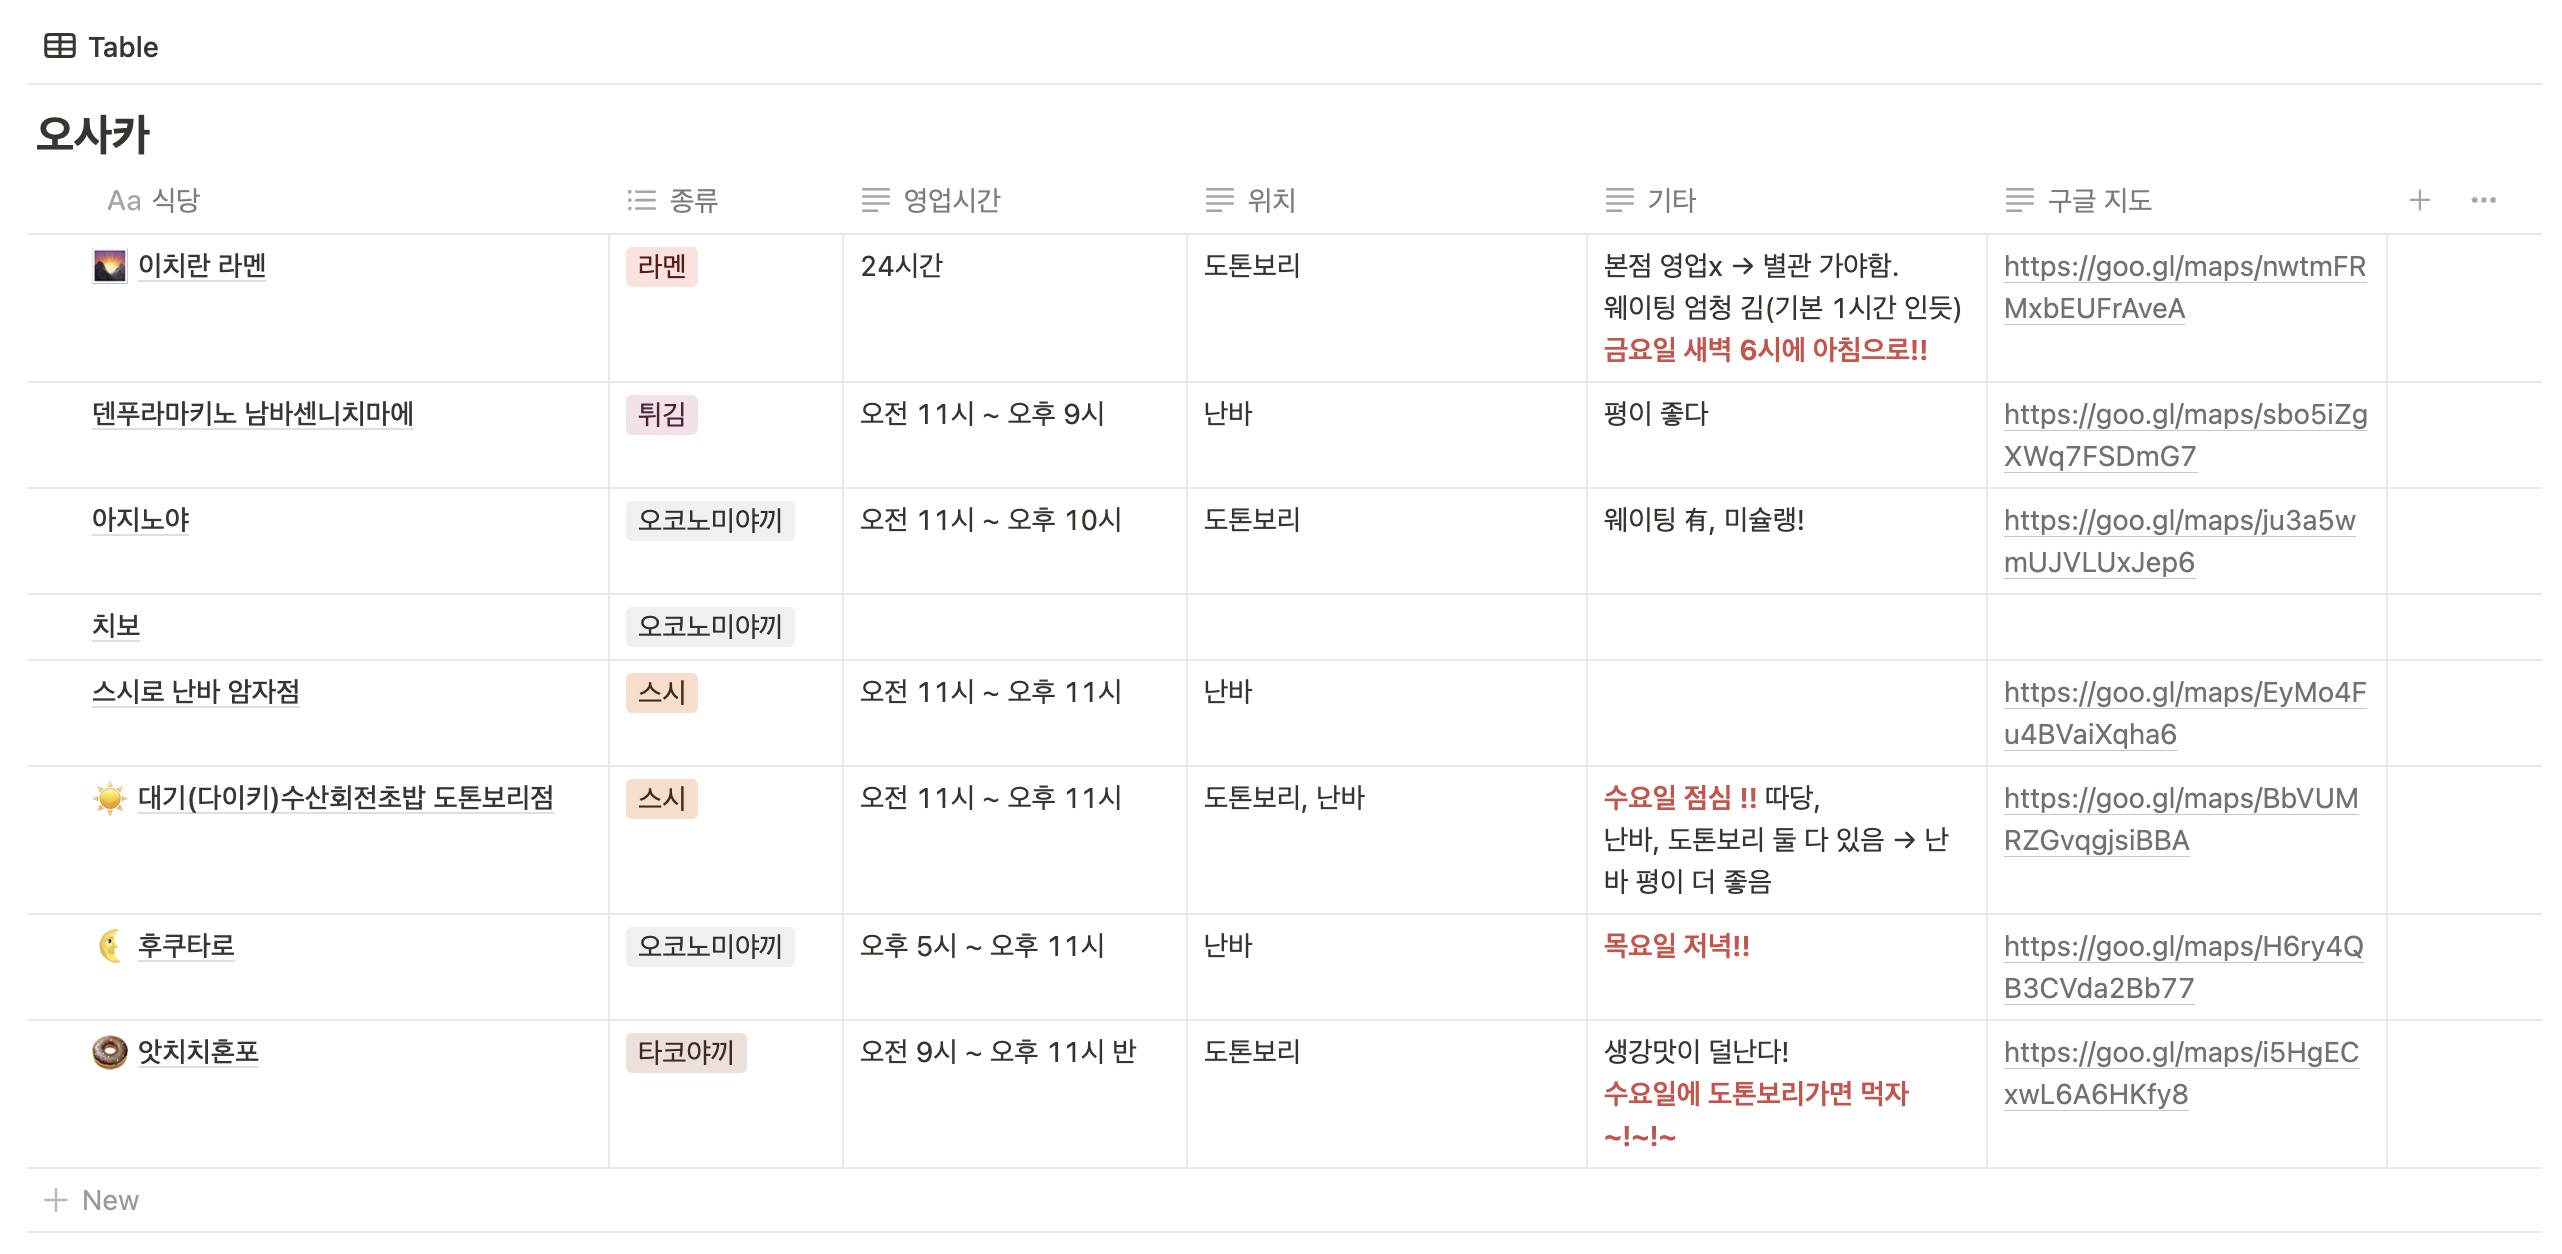 Table
오사카
Aa 식당 종류 영업시간 위치 기타 구글 지도
이치란 라멘 라멘 24시간 도톤보리 본점 영업x → 별관 가야함. https://goo.gl/maps/nwtmFR
웨이팅 엄청 김(기본 1시간 인듯) MxbEUFrAveA
금요일 새벽 6시에 아침으로!!
덴푸라마키노 남바센니치마에 튀김 오전 11시 ~ 오후 9시 난바 평이 좋다 https://goo.gl/maps/sbo5iZg
XWq7FSDmG7
아지노야 오코노미야끼 오전 11시 ~ 오후 10시 도톤보리 웨이팅 有, 미슐랭! https://goo.gl/maps/ju3a5w
mUJVLUxJep6
치보 오코노미야끼
스시로 난바 암자점 스시 오전 11시 ~ 오후 11시 난바 https://goo.gl/maps/EyMo4F
u4BVaiXqha6
대기(다이키)수산회전초밥 도톤보리점 스시 오전 11시 ~ 오후 11시 도톤보리, 난바 수요일 점심 !! 따당, https://goo.gl/maps/BbVUM
난바, 도톤보리 둘 다 있음 → 난 RZGvqgjsiBBA
바 평이 더 좋음
후쿠타로 오코노미야끼 오후 5시 ~ 오후 11시 난바 목요일 저녁!! https://goo.gl/maps/H6ry4Q
B3CVda2Bb77
앗치치혼포 타코야끼 오전 9시 ~ 오후 11시 반 도톤보리 생강맛이 덜난다! https://goo.gl/maps/i5HgEC
수요일에 도톤보리가면 먹자 xwL6A6HKfy8
~!~!~
New